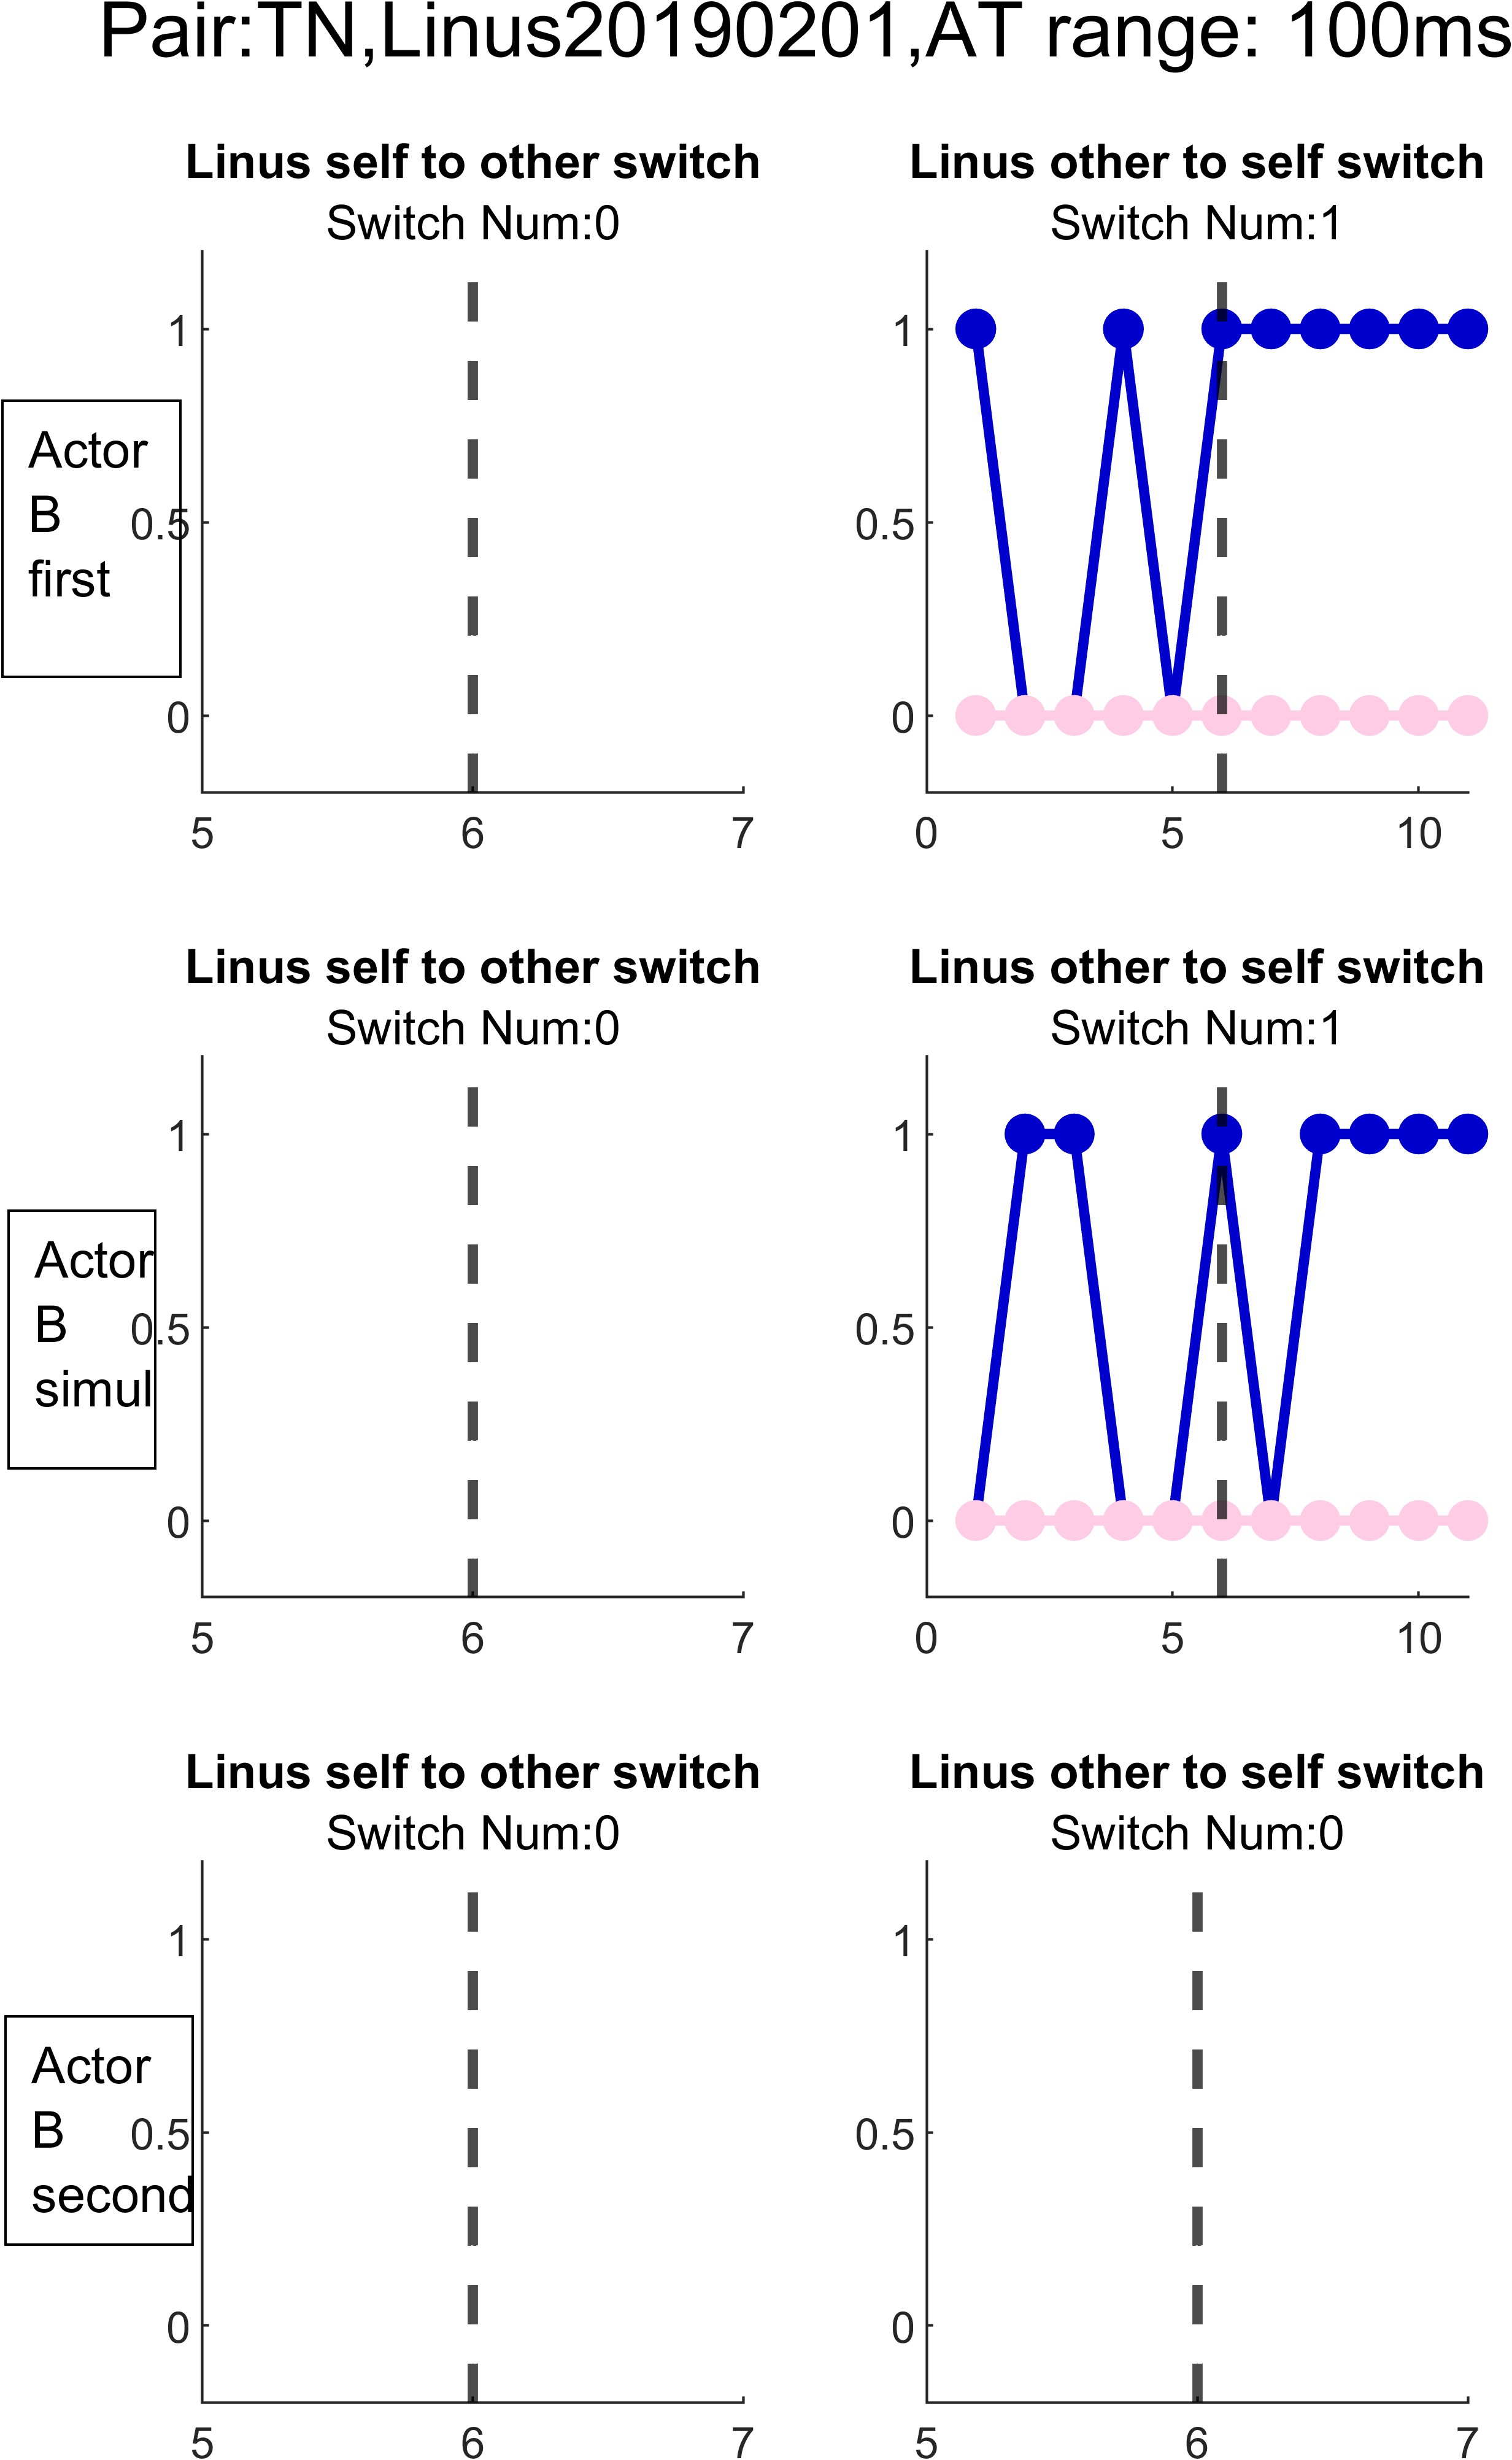 Pair:TN,Linus20190201,AT range: 100ms
Linus self to other switch
Switch Num:0
1
0.5
0
5 6 7
Linus other to self switch
Switch Num:1
1
0.5
0
0 5 10
Actor
B
first
Linus self to other switch
Switch Num:0
1
0.5
0
5 6 7
Linus other to self switch
Switch Num:1
1
0.5
0
0 5 10
Actor
B
simul
Linus self to other switch
Switch Num:0
1
0.5
0
5 6 7
Linus other to self switch
Switch Num:0
1
0.5
0
5 6 7
Actor
B
second